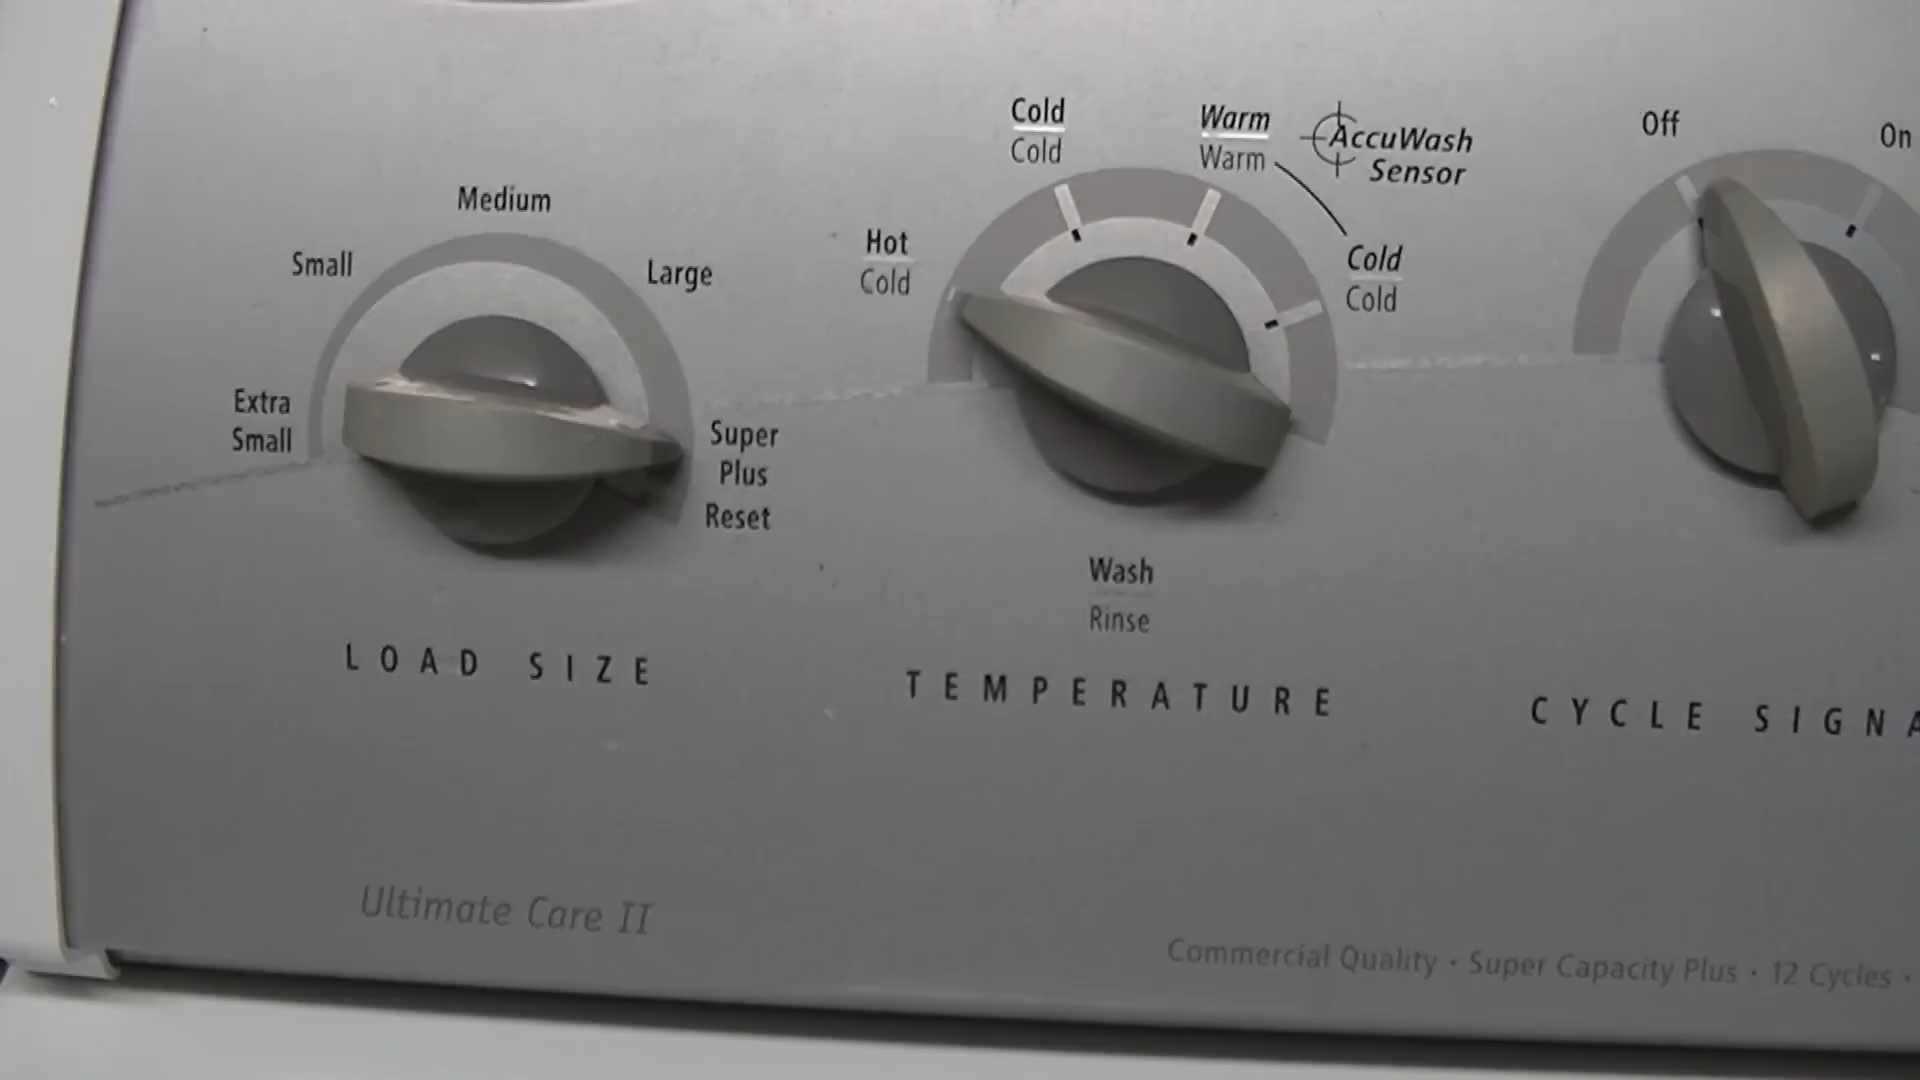 Medium
Small
Large
Extra
Small
Super
Plus
Reset
LOAD SIZE
Cold
Cold
Warm
Warm
AccuWash
Sensor
Hot
Cold
Cold
Cold
Wash
Rinse
TEMPERATURE
Off
On
CYCLE SIGNA
Ultimate Care II
Commercial Quality · Super Capacity Plus · 12 Cycles ·